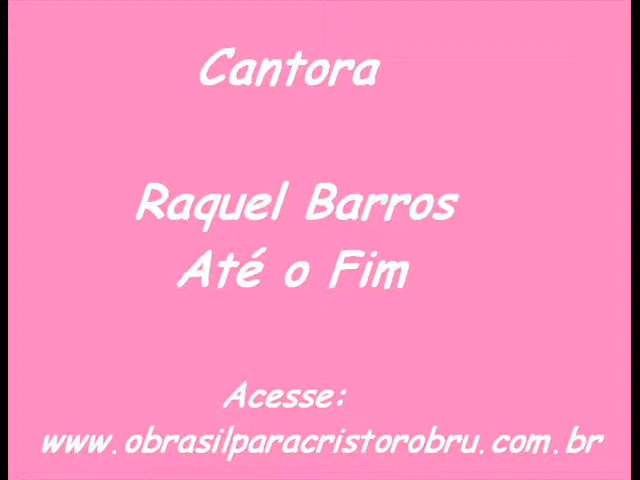 Cantora
Raquel Barros
Até o Fim
Acesse:
www.obrasilparacristorobru.com.br